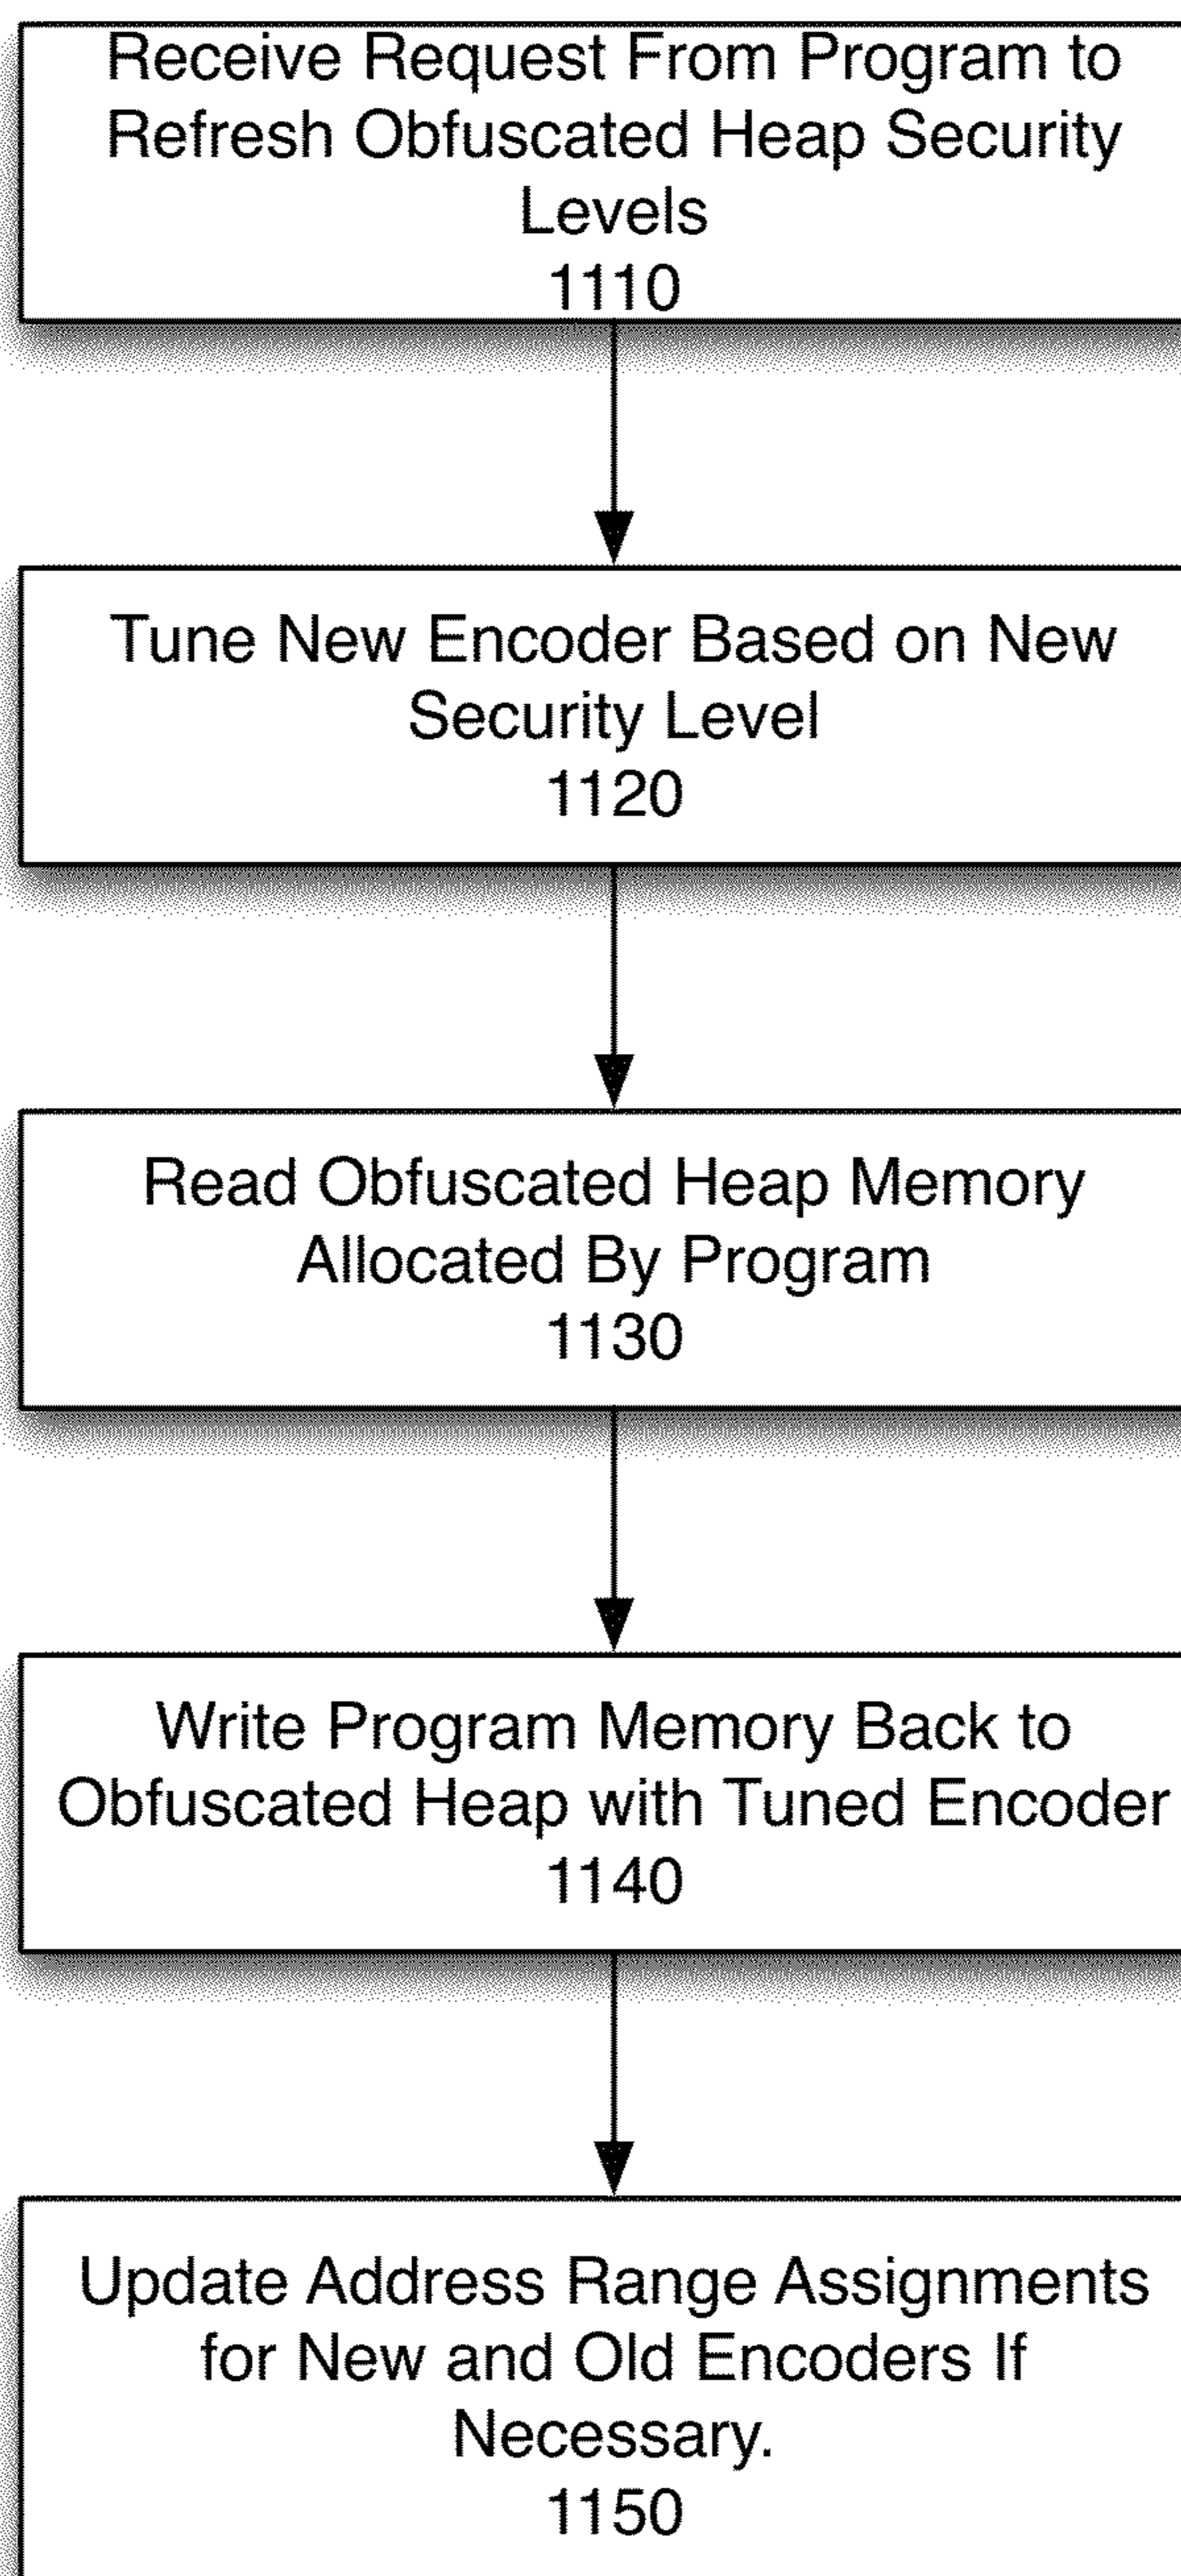 Receive Request From Program to
Refresh Obfuscated Heap Security
Levels
1110
Tune New Encoder Based on New
Security Level
1120
Read Obfuscated Heap Memory
Allocated By Program
1130
Write Program Memory Back to
Obfuscated Heap with Tuned Encoder
1140
Update Address Range Assignments
for New and Old Encoders If
Necessary.
1150